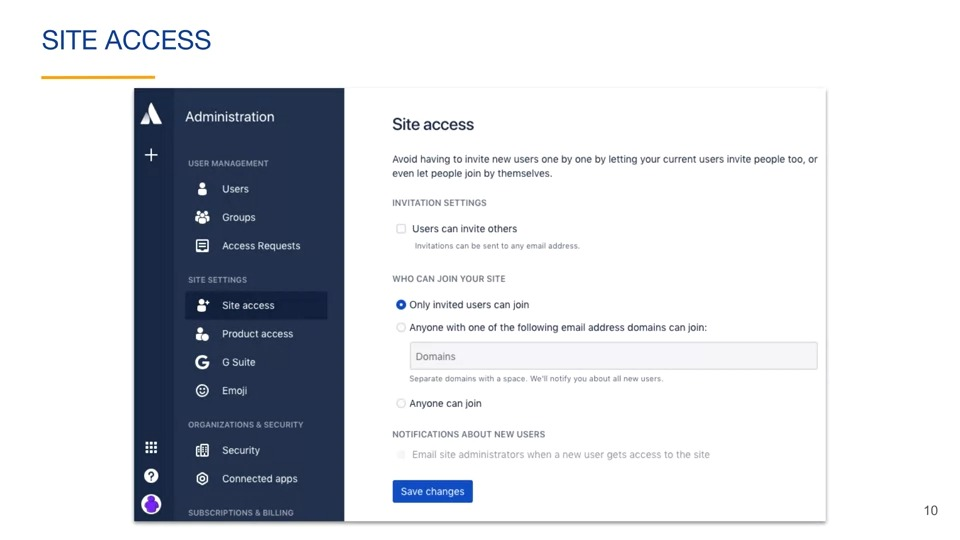 SITE ACCESS
Administration
USER MANAGEMENT
Users
Groups
Access Requests
SITE SETTINGS
Site access
Product access
G Suite
Emoji
ORGANIZATIONS & SECURITY
Security
Connected apps
SUBSCRIPTIONS & BILLING
Site access
Avoid having to invite new users one by one by letting your current users invite people too, or
even let people join by themselves.
INVITATION SETTINGS
Users can invite others
Invitations can be sent to any email address.
WHO CAN JOIN YOUR SITE
Only invited users can join
Anyone with one of the following email address domains can join:
Domains
Separate domains with a space. We'll notify you about all new users.
Anyone can join
NOTIFICATIONS ABOUT NEW USERS
Email site administrators when a new user gets access to the site
Save changes
10